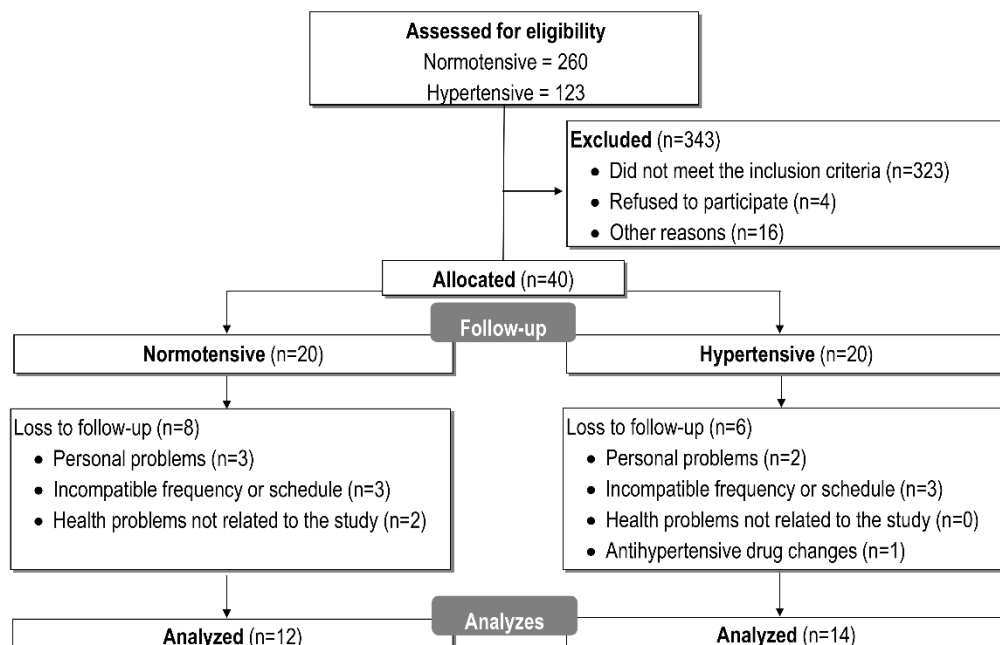 Assessed for eligibility
Normotensive = 260
Hypertensive = 123
Excluded (n=343)
• Did not meet the inclusion criteria (n=323)
• Refused to participate (n=4)
• Other reasons (n=16)
Allocated (n=40)
Follow-up
Normotensive (n=20)
Hypertensive (n=20)
Loss to follow-up (n=8)
• Personal problems (n=3)
• Incompatible frequency or schedule (n=3)
• Health problems not related to the study (n=2)
Loss to follow-up (n=6)
• Personal problems (n=2)
• Incompatible frequency or schedule (n=3)
• Health problems not related to the study (n=0)
• Antihypertensive drug changes (n=1)
Analyzes
Analyzed (n=12)
Analyzed (n=14)